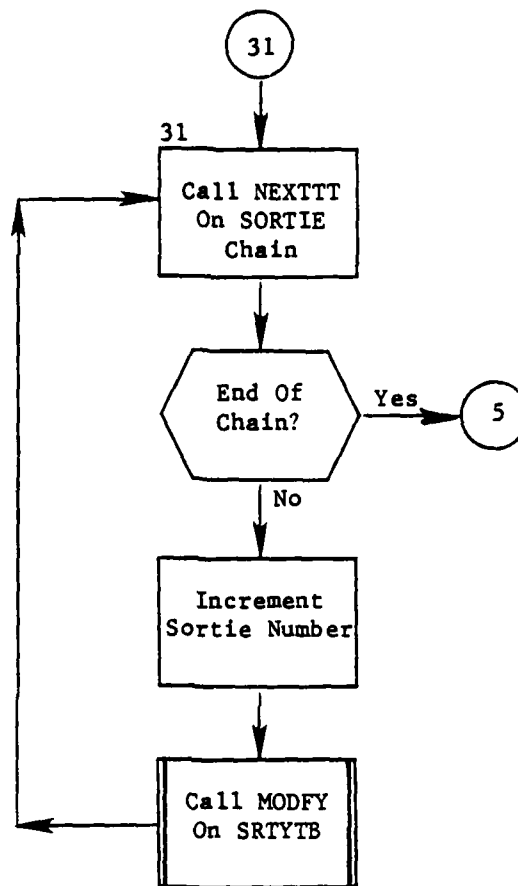 31
31
Call NEXTTT
On SORTIE
Chain
End Of
Chain?
Yes
5
No
Increment
Sortie Number
Call MODFY
On SRTYTB